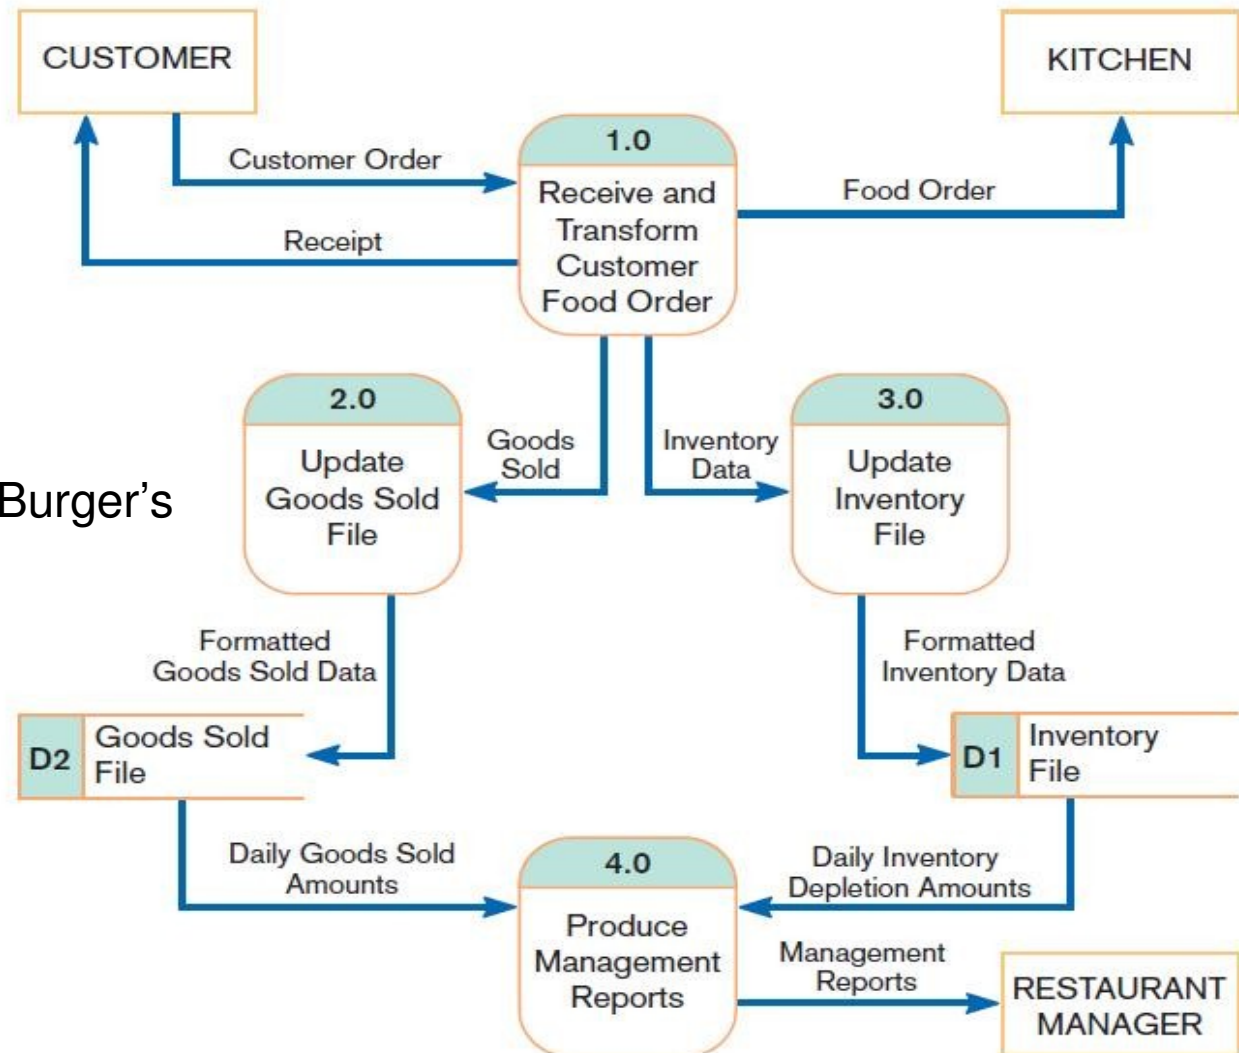 CUSTOMER
KITCHEN
1.0
Receive and
Transform
Customer
Food Order
Customer Order
Receipt
Food Order
2.0
Update
Goods Sold
File
Goods
Sold
Inventory
Data
3.0
Update
Inventory
File
Burger’s
Formatted
Goods Sold Data
Formatted
Inventory Data
D2
Goods Sold
File
D1
Inventory
File
Daily Goods Sold
Amounts
4.0
Produce
Management
Reports
Daily Inventory
Depletion Amounts
Management
Reports
RESTAURANT
MANAGER